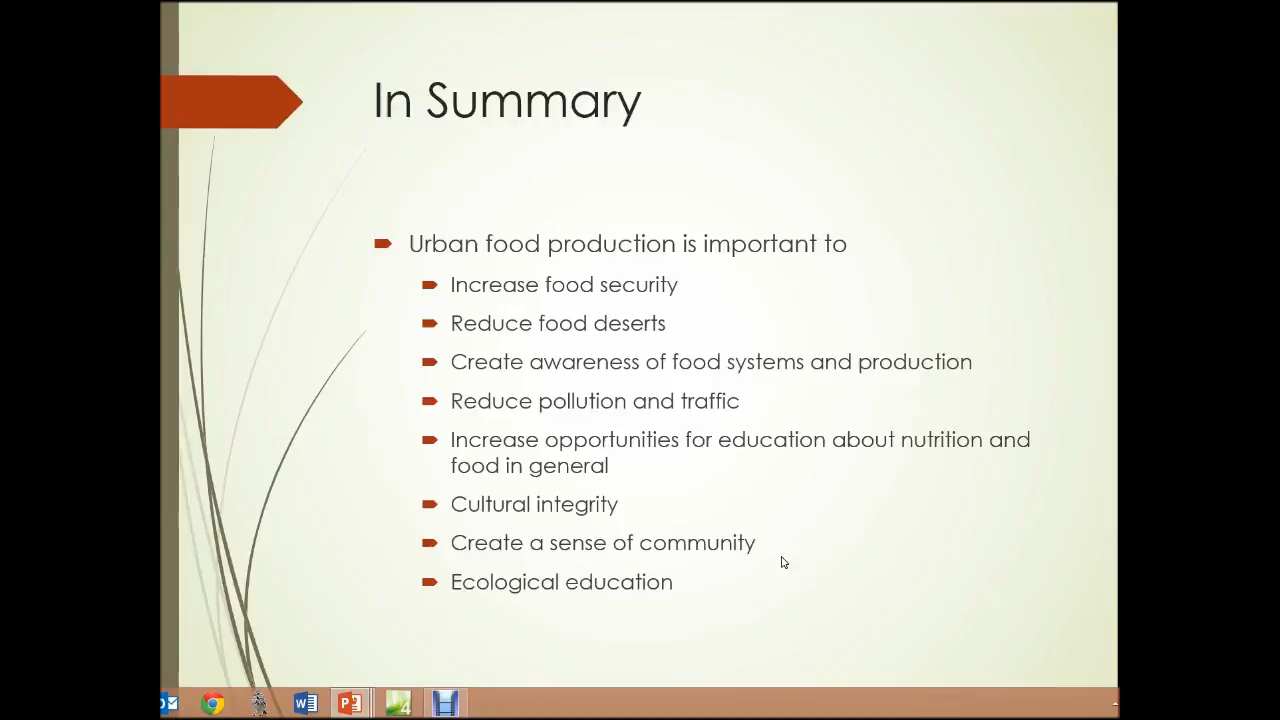 In Summary
Urban food production is important to
Increase food security
Reduce food deserts
Create awareness of food systems and production
Reduce pollution and traffic
Increase opportunities for education about nutrition and
food in general
Cultural integrity
Create a sense of community
Ecological education